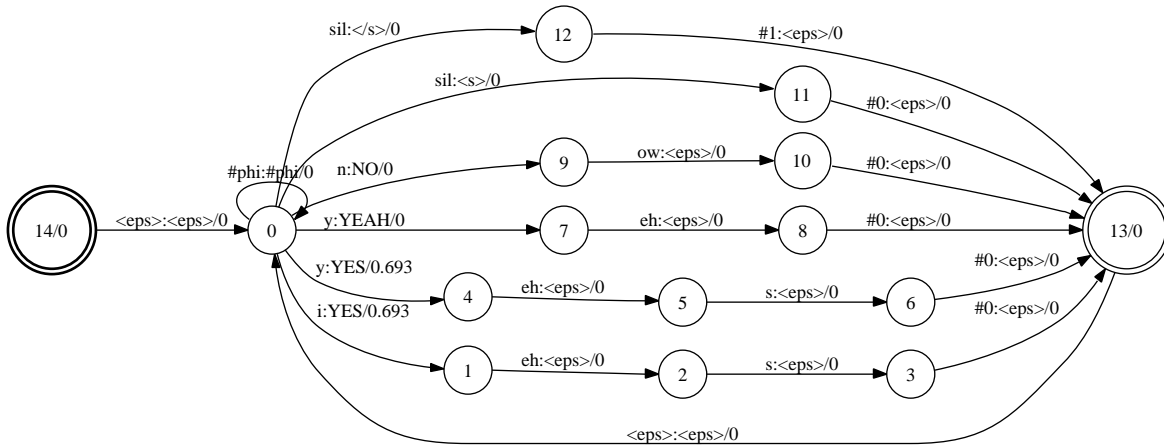 sil:</s>/0
12
#1:<eps>/0
sil:<s>/0
11
#0:<eps>/0
#phi:#phi/0
n:NO/0
9
ow:<eps>/0
10
#0:<eps>/0
14/0
<eps>:<eps>/0
0
y:YEAH/0
7
eh:<eps>/0
8
#0:<eps>/0
13/0
y:YES/0.693
4
eh:<eps>/0
5
s:<eps>/0
6
#0:<eps>/0
i:YES/0.693
1
eh:<eps>/0
2
s:<eps>/0
3
#0:<eps>/0
<eps>:<eps>/0